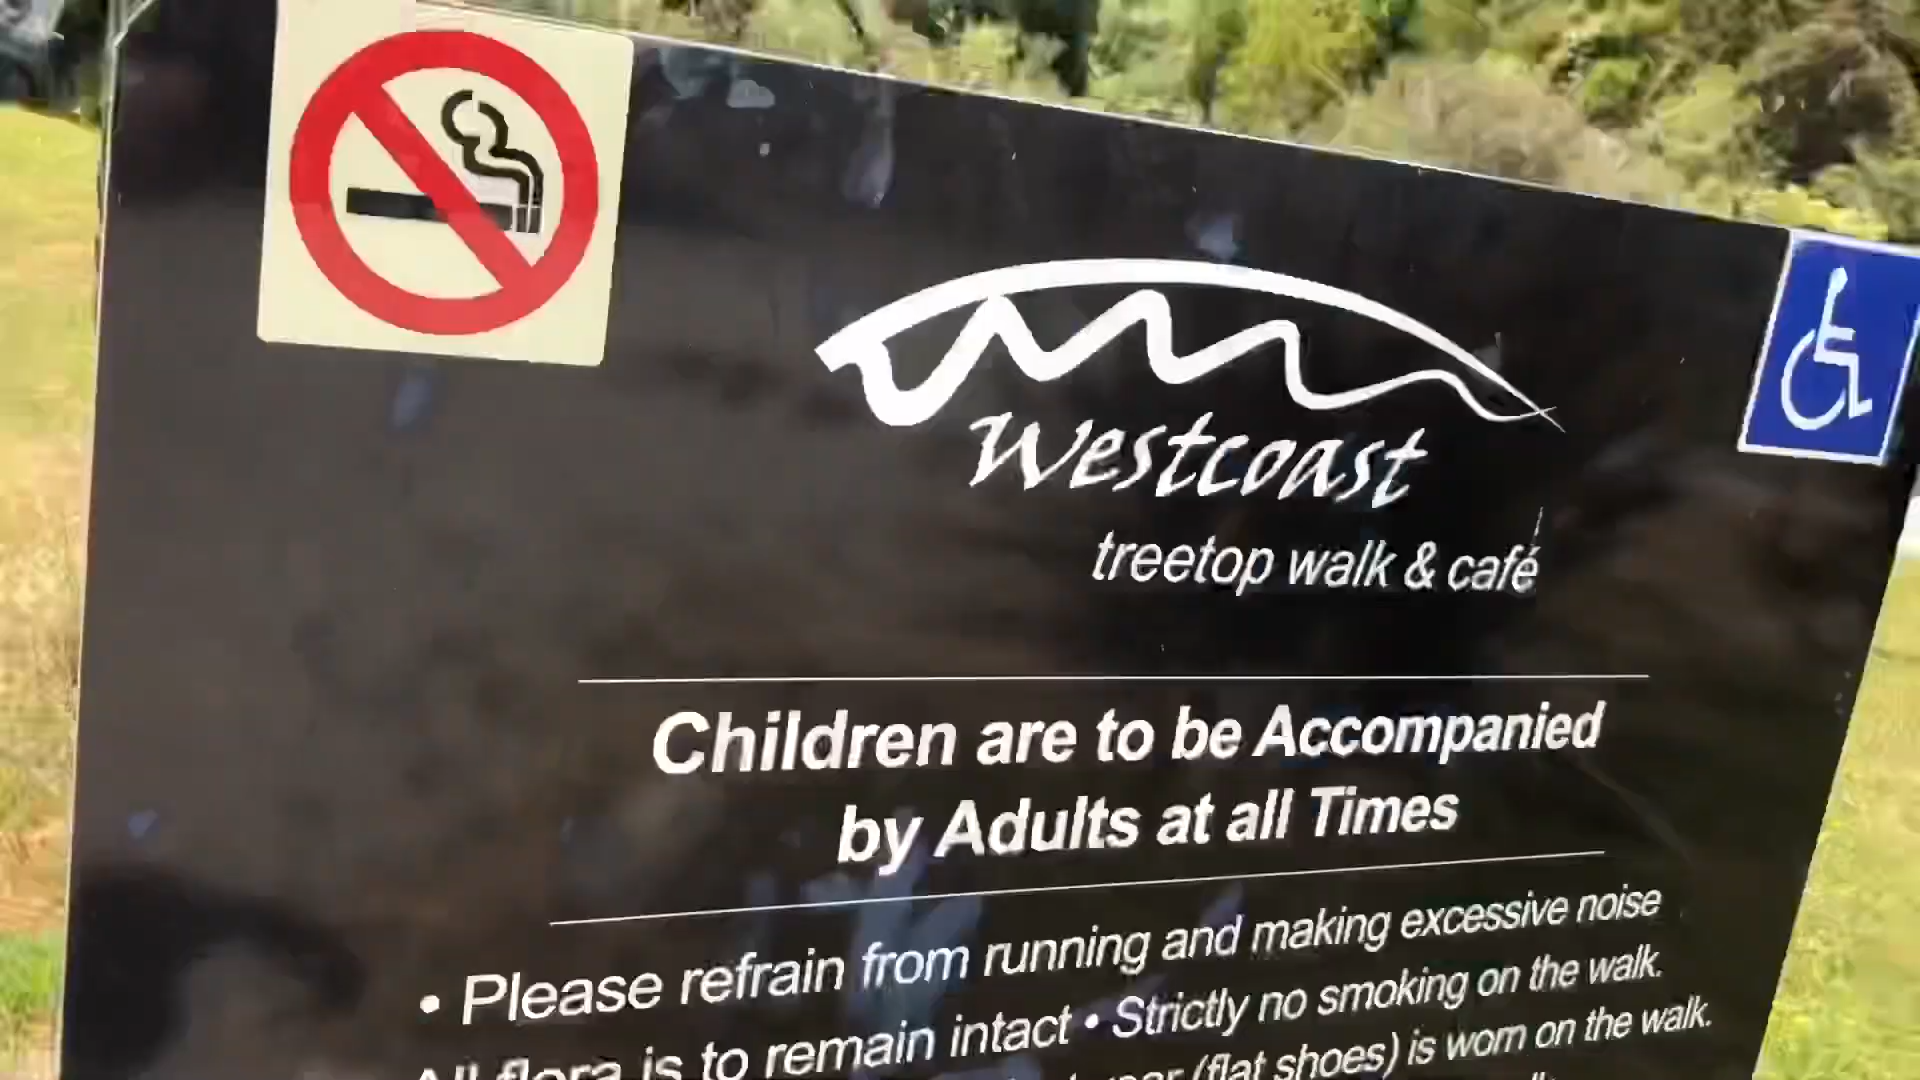 Westcoast
treetop walk & café
Children are to be Accompanied
by Adults at all Times
• Please refrain from running and making excessive noise
All flora is to remain intact • Strictly no smoking on the walk.
(flat shoes) is worn on the walk.